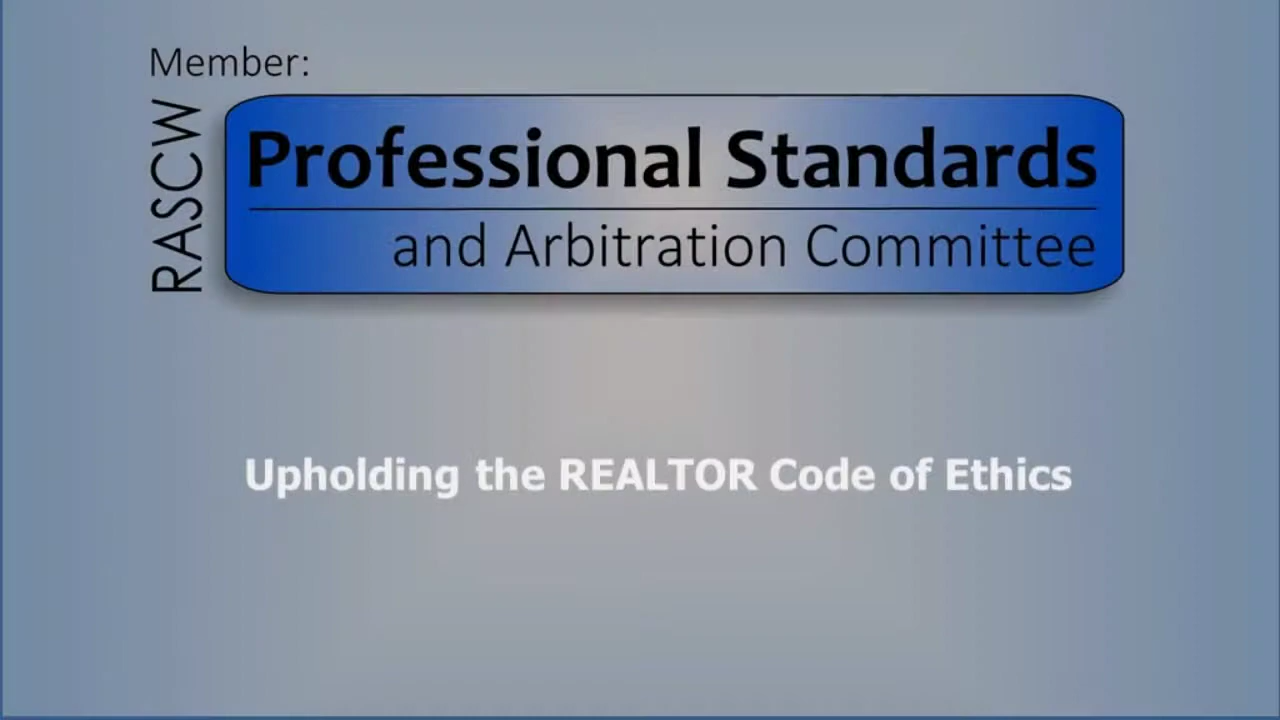 Member:
RASCW
Professional Standards
and Arbitration Committee
Upholding the REALTOR Code of Ethics